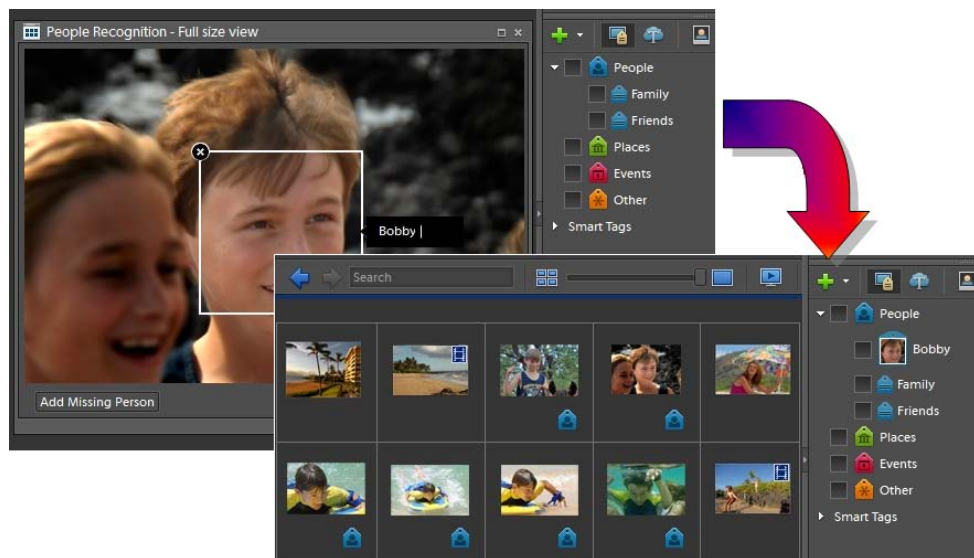 People Recognition - Full size view
People
Family
Friends
Places
Events
Other
Smart Tags
Bobby
Add Missing Person
Search
People
Bobby
Family
Friends
Places
Events
Other
Smart Tags